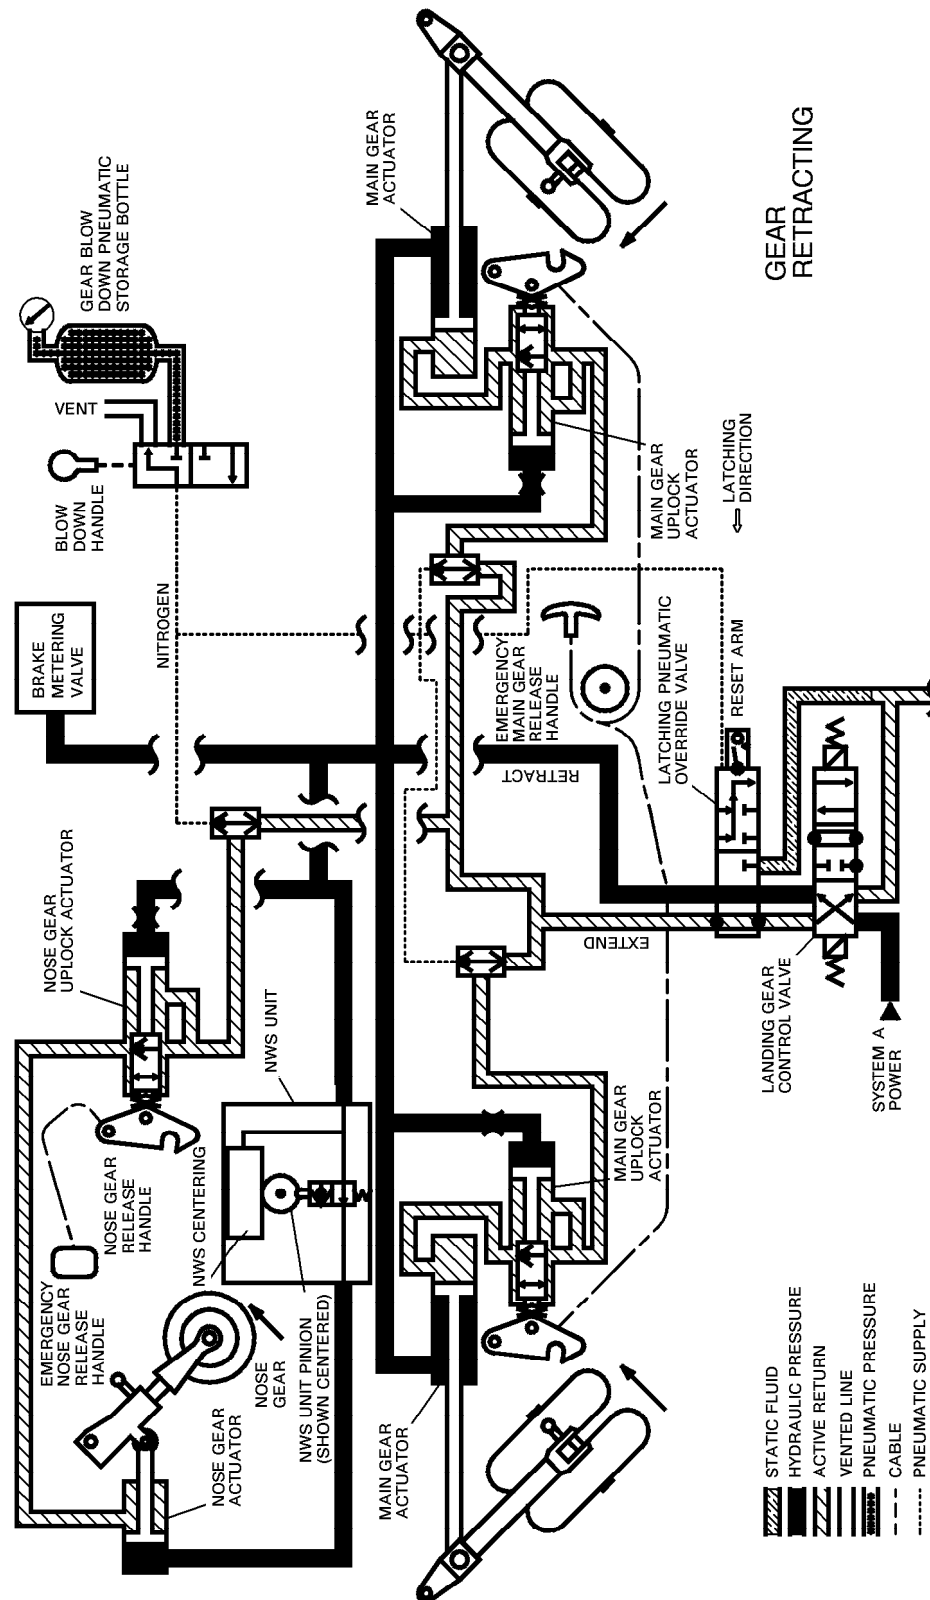 GEAR BLOW
DOWN PNEUMATIC
STORAGE BOTTLE
VENT
BLOW
DOWN
HANDLE
MAIN GEAR
ACTUATOR
GEAR
RETRACTING
BRAKE
METERING
VALVE
NITROGEN
MAIN GEAR
UPLOCK
ACTUATOR
LATCHING
DIRECTION
EMERGENCY
MAIN GEAR
RELEASE
HANDLE
RETRACT
LATCHING PNEUMATIC
OVERRIDE VALVE
RESET ARM
NOSE GEAR
UPLOCK ACTUATOR
EXTEND
LANDING GEAR
CONTROL VALVE
SYSTEM A
POWER
NWS UNIT
MAIN GEAR
UPLOCK
ACTUATOR
NOSE GEAR
RELEASE
HANDLE
NWS CENTERING
EMERGENCY
NOSE GEAR
RELEASE
HANDLE
NOSE
GEAR
NWS UNIT PINION
(SHOWN CENTERED)
NOSE GEAR
ACTUATOR
MAIN GEAR
ACTUATOR
STATIC FLUID
HYDRAULIC PRESSURE
ACTIVE RETURN
VENTED LINE
PNEUMATIC PRESSURE
CABLE
PNEUMATIC SUPPLY